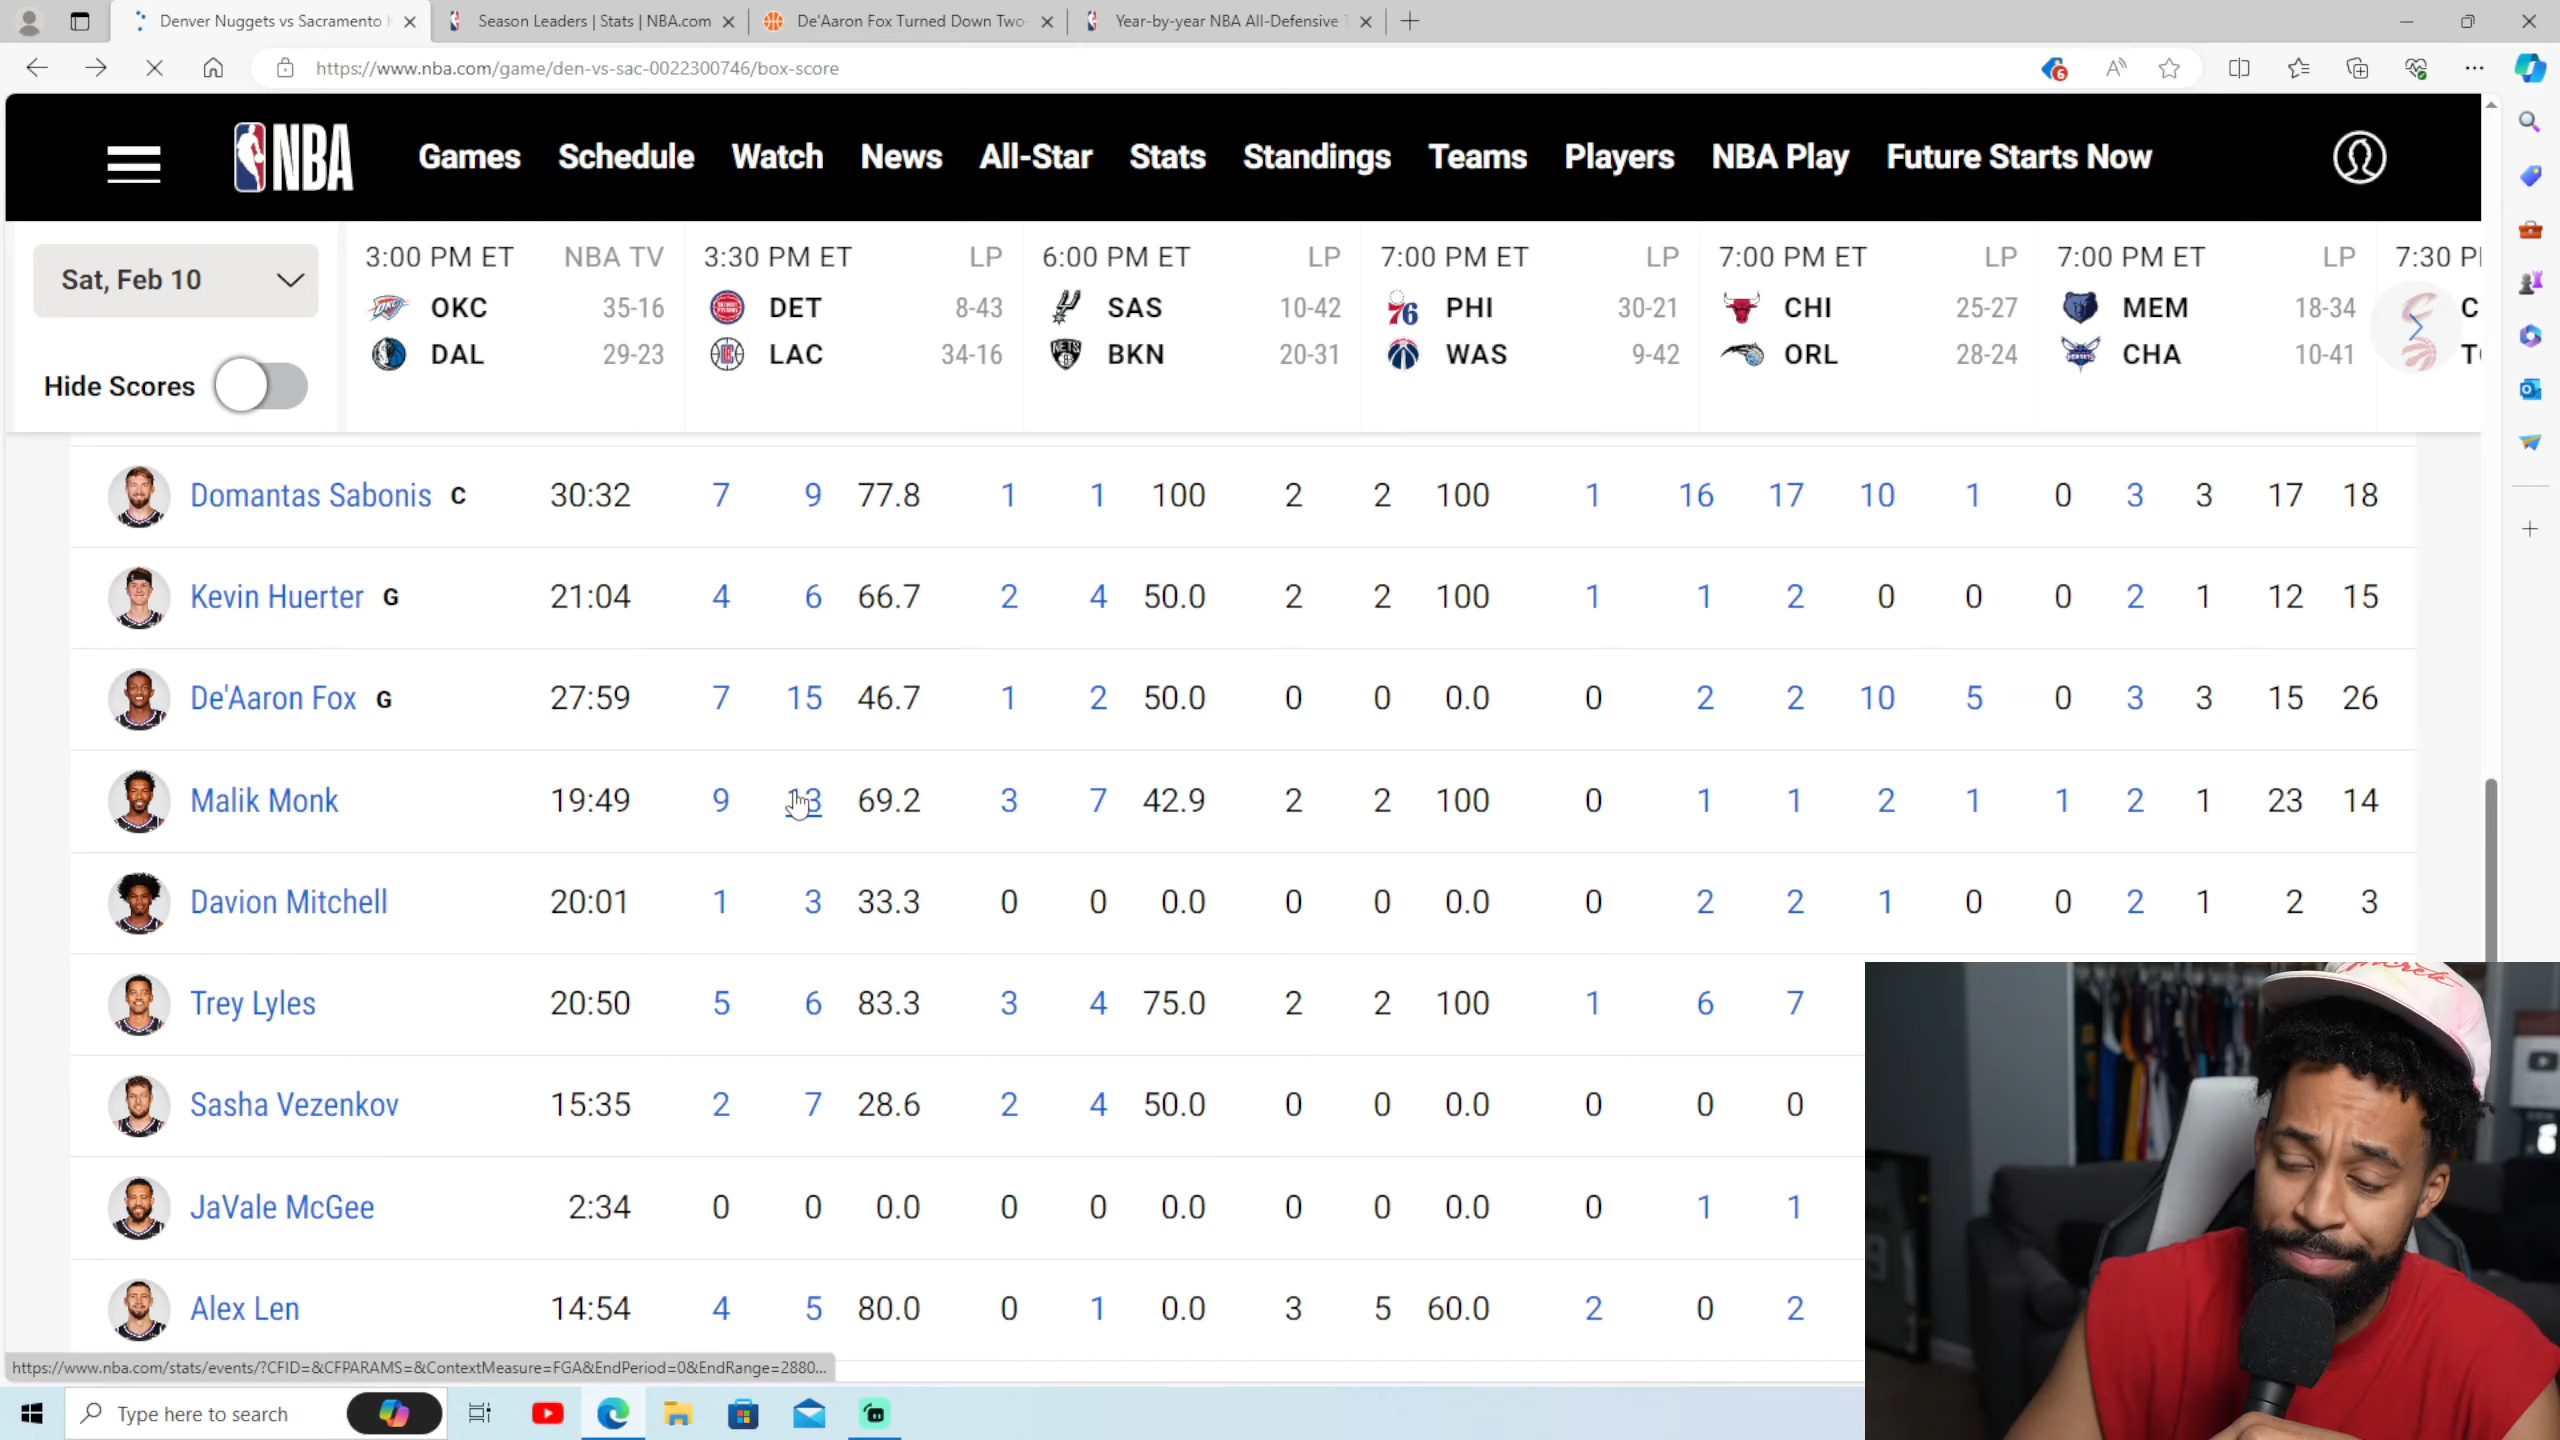 Denver Nuggets vs Sacramento
Season Leaders | Stats | NBA.com
De'Aaron Fox Turned Down Two-
Year-by-year NBA All-Defensive
https://www.nba.com/game/den-vs-sac-0022300746/box-score
6
NBA Games Schedule Watch News All-Star Stats Standings Teams Players NBA Play Future Starts Now
Sat, Feb 10
Hide Scores
3:00 PM ET NBA TV
OKC 35-16
DAL 29-23
3:30 PM ET LP
DET 8-43
LAC 34-16
6:00 PM ET LP
SAS 10-42
BKN 20-31
7:00 PM ET LP
PHI 30-21
WAS 9-42
7:00 PM ET LP
CHI 25-27
ORL 28-24
7:00 PM ET LP
MEM 18-34
CHA 10-41
7:30
Domantas Sabonis C 30:32 7 9 77.8 1 1 100 2 2 100 1 16 17 10 1 0 3 3 17 18
Kevin Huerter G 21:04 4 6 66.7 2 4 50.0 2 2 100 1 1 2 0 0 0 2 1 12 15
De'Aaron Fox G 27:59 7 15 46.7 1 2 50.0 0 0 0.0 0 2 2 10 5 0 3 3 15 26
Malik Monk 19:49 9 13 69.2 3 7 42.9 2 2 100 0 1 1 2 1 1 2 1 23 14
Davion Mitchell 20:01 1 3 33.3 0 0 0.0 0 0 0.0 0 2 2 1 0 0 2 1 2 3
Trey Lyles 20:50 5 6 83.3 3 4 75.0 2 2 100 1 6 7
Sasha Vezenkov 15:35 2 7 28.6 2 4 50.0 0 0 0.0 0 0 0
JaVale McGee 2:34 0 0 0.0 0 0 0.0 0 0 0.0 0 1 1
Alex Len 14:54 4 5 80.0 0 1 0.0 3 5 60.0 2 0 2
https://www.nba.com/stats/events/?CFID=&CFPARAMS=&ContextMeasure=FGA&EndPeriod=0&EndRange=2880...
Type here to search